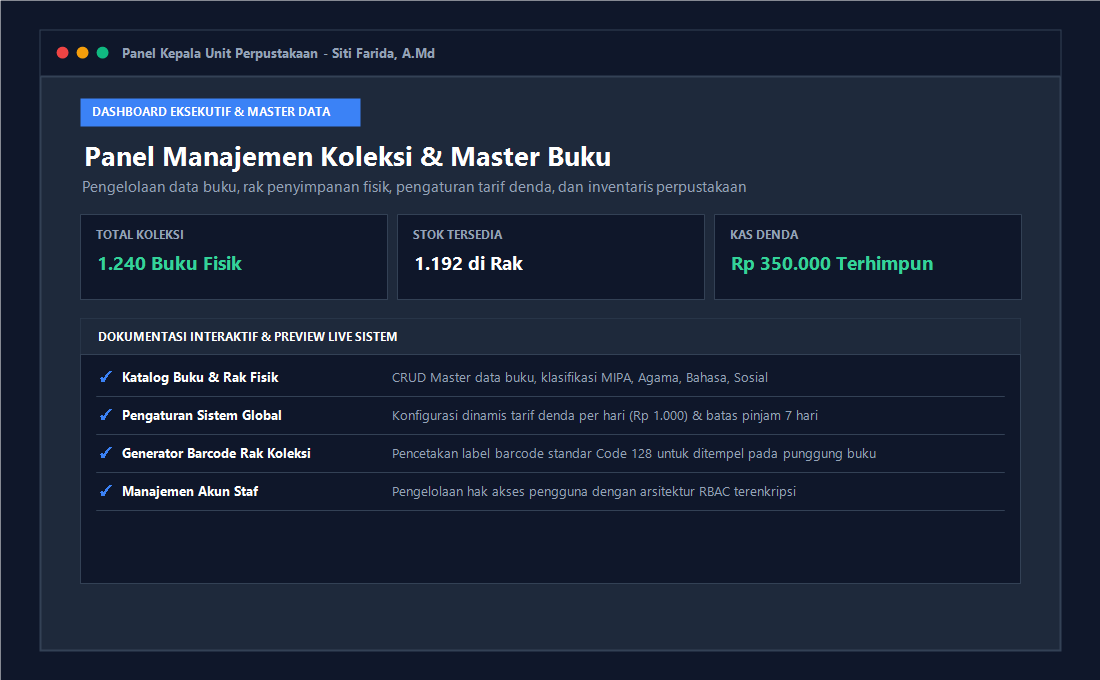 Panel Kepala Unit Perpustakaan - Siti Farida, A.Md
DASHBOARD EKSEKUTIF & MASTER DATA
Panel Manajemen Koleksi & Master Buku
Pengelolaan data buku, rak penyimpanan fisik, pengaturan tarif denda, dan inventaris perpustakaan
TOTAL KOLEKSI
1.240 Buku Fisik
STOK TERSEDIA
1.192 di Rak
KAS DENDA
Rp 350.000 Terhimpun
DOKUMENTASI INTERAKTIF & PREVIEW LIVE SISTEM
✓ Katalog Buku & Rak Fisik CRUD Master data buku, klasifikasi MIPA, Agama, Bahasa, Sosial
✓ Pengaturan Sistem Global Konfigurasi dinamis tarif denda per hari (Rp 1.000) & batas pinjam 7 hari
✓ Generator Barcode Rak Koleksi Pencetakan label barcode standar Code 128 untuk ditempel pada punggung buku
✓ Manajemen Akun Staf Pengelolaan hak akses pengguna dengan arsitektur RBAC terenkripsi